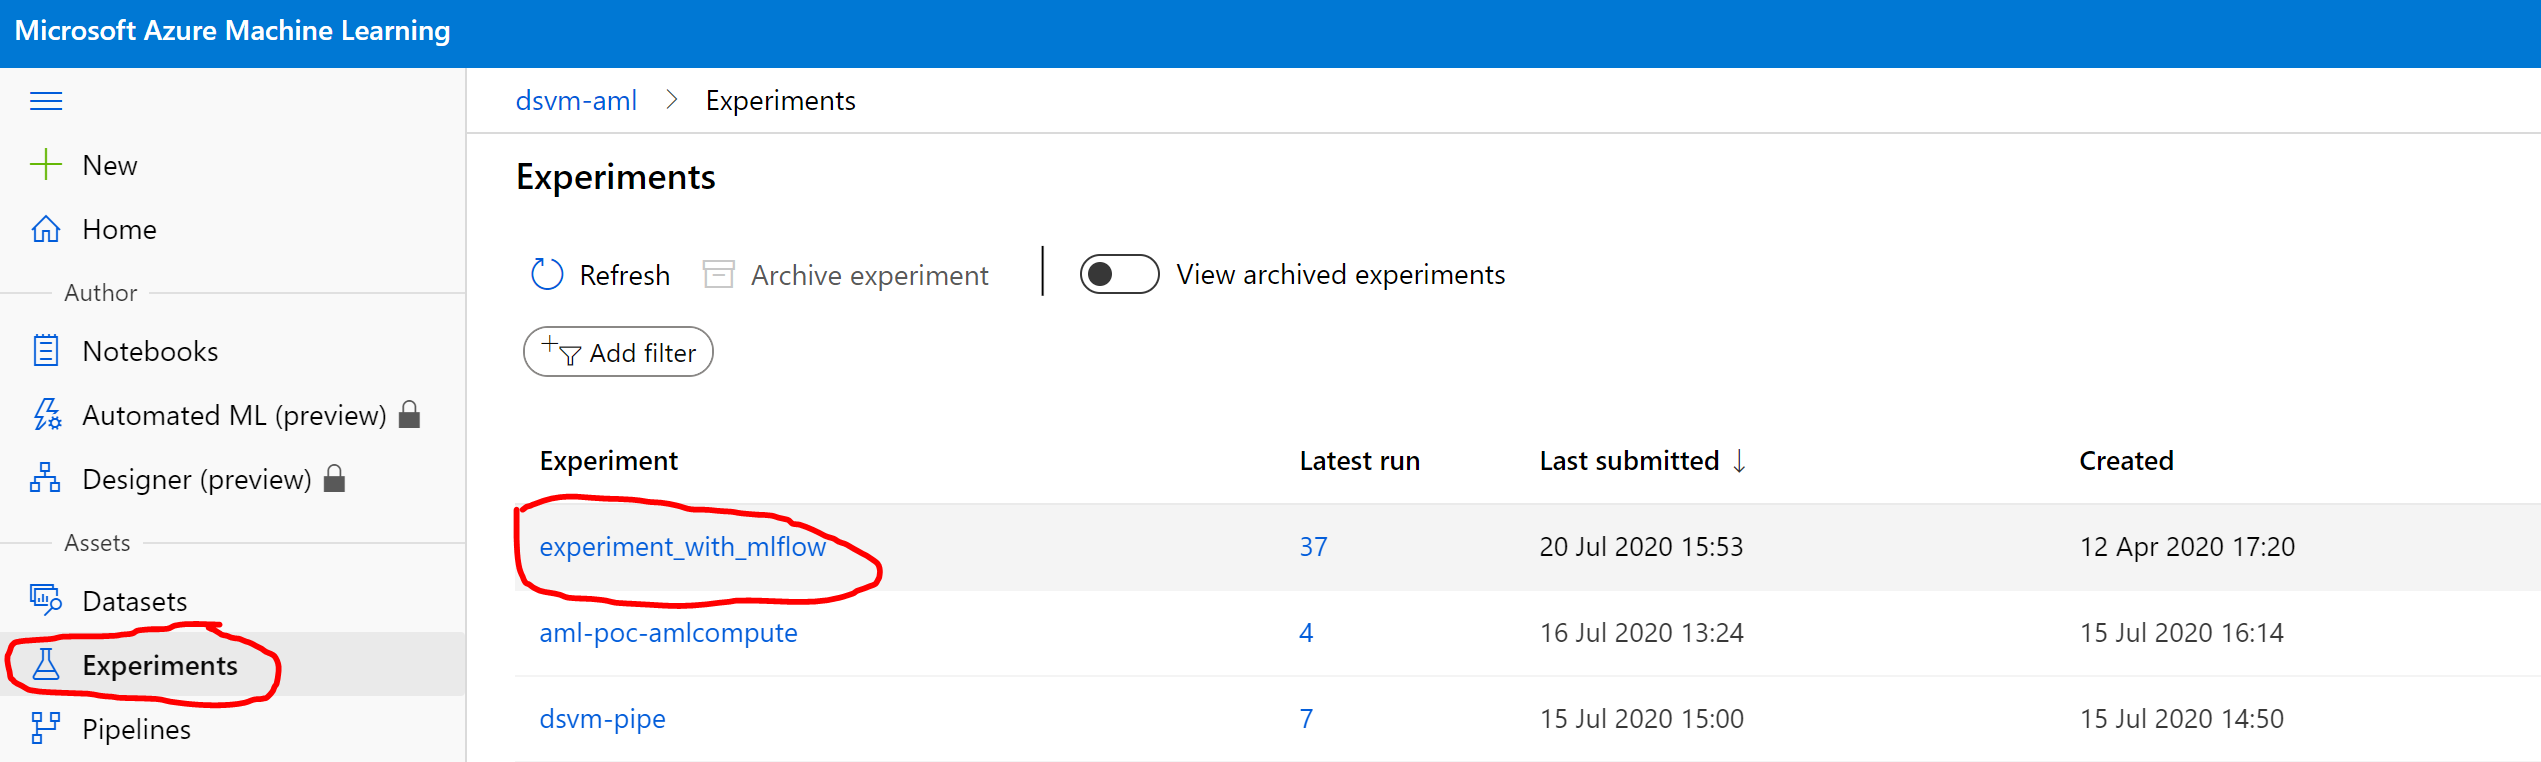 Microsoft Azure Machine Learning
New
Home
Author
Notebooks
Automated ML (preview)
Designer (preview)
Assets
Datasets
Experiments
Pipelines
dsvm-aml > Experiments
Experiments
Refresh Archive experiment View archived experiments
Add filter
Experiment Latest run Last submitted ↓ Created
experiment_with_mlflow 37 20 Jul 2020 15:53 12 Apr 2020 17:20
aml-poc-amlcompute 4 16 Jul 2020 13:24 15 Jul 2020 16:14
dsvm-pipe 7 15 Jul 2020 15:00 15 Jul 2020 14:50